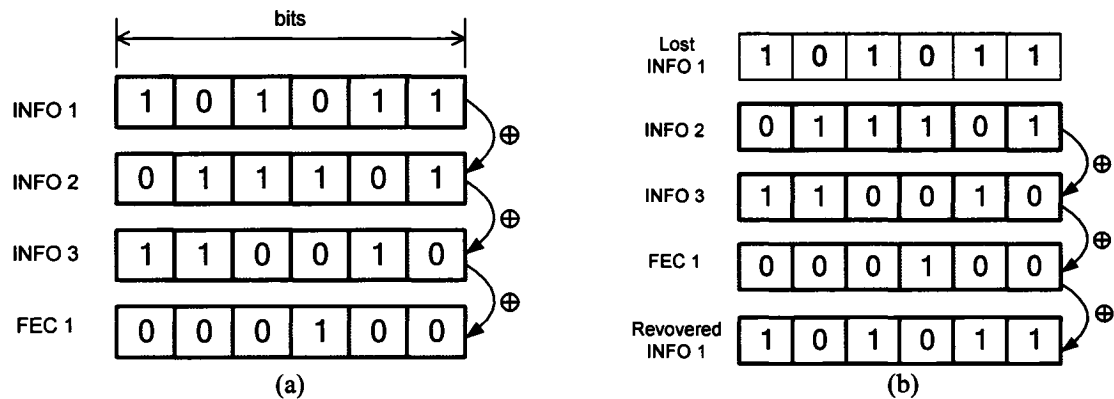 bits
INFO 1 1 0 1 0 1 1
⊕
INFO 2 0 1 1 1 0 1
⊕
INFO 3 1 1 0 0 1 0
⊕
FEC 1 0 0 0 1 0 0
(a)
Lost
INFO 1 1 0 1 0 1 1
INFO 2 0 1 1 1 0 1
⊕
INFO 3 1 1 0 0 1 0
⊕
FEC 1 0 0 0 1 0 0
⊕
Revovered
INFO 1 1 0 1 0 1 1
(b)